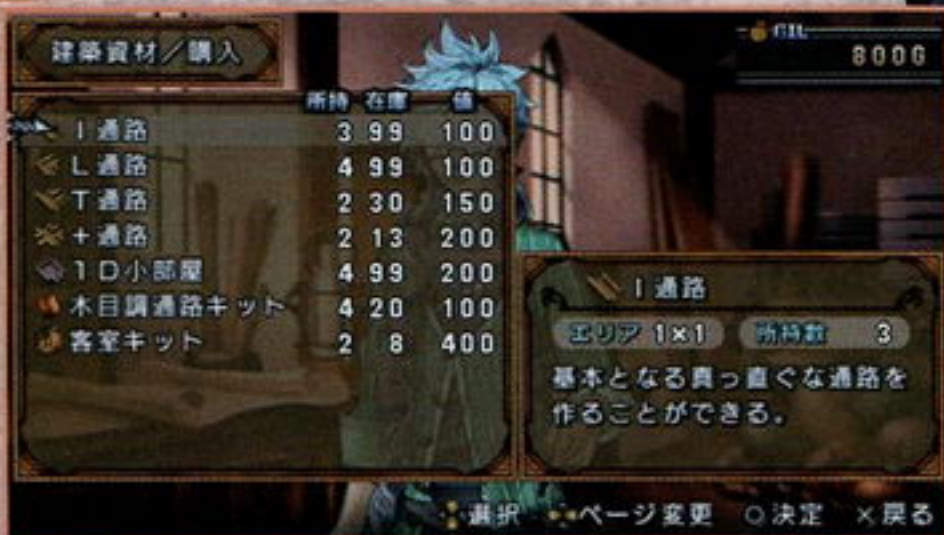 建築資材／購入
GIL
800G
所持 在庫 値
I通路 3 99 100
L通路 4 99 100
T通路 2 30 150
+通路 2 13 200
1D小部屋 4 99 200
木目調通路キット 4 20 100
客室キット 2 8 400
I通路
エリア 1×1 所持数 3
基本となる真っ直ぐな通路を
作ることができる。
選択 ページ変更 ○決定 ×戻る